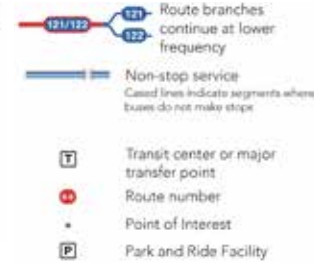 121/122
121
122
Route branches
continue at lower
frequency
Non-stop service
Cased lines indicate segments where
buses do not make stops
T
Transit center or major
transfer point
Route number
Point of Interest
P
Park and Ride Facility